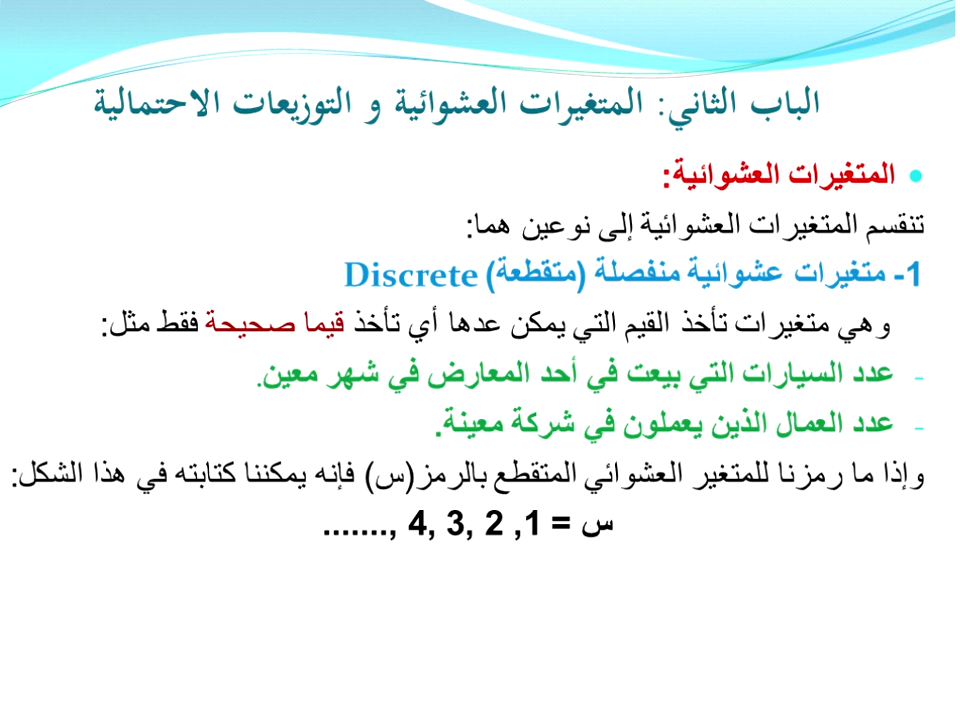 الباب الثاني: المتغيرات العشوائية و التوزيعات الاحتمالية
• المتغيرات العشوائية:
تنقسم المتغيرات العشوائية إلى نوعين هما:
1- متغيرات عشوائية منفصلة (متقطعة) Discrete
وهي متغيرات تأخذ القيم التي يمكن عدها أي تأخذ قيما صحيحة فقط مثل:
- عدد السيارات التي بيعت في أحد المعارض في شهر معين.
- عدد العمال الذين يعملون في شركة معينة.
وإذا ما رمزنا للمتغير العشوائي المتقطع بالرمز(س) فإنه يمكننا كتابته في هذا الشكل:
س = 1, 2 ,3 ,4 ,.......